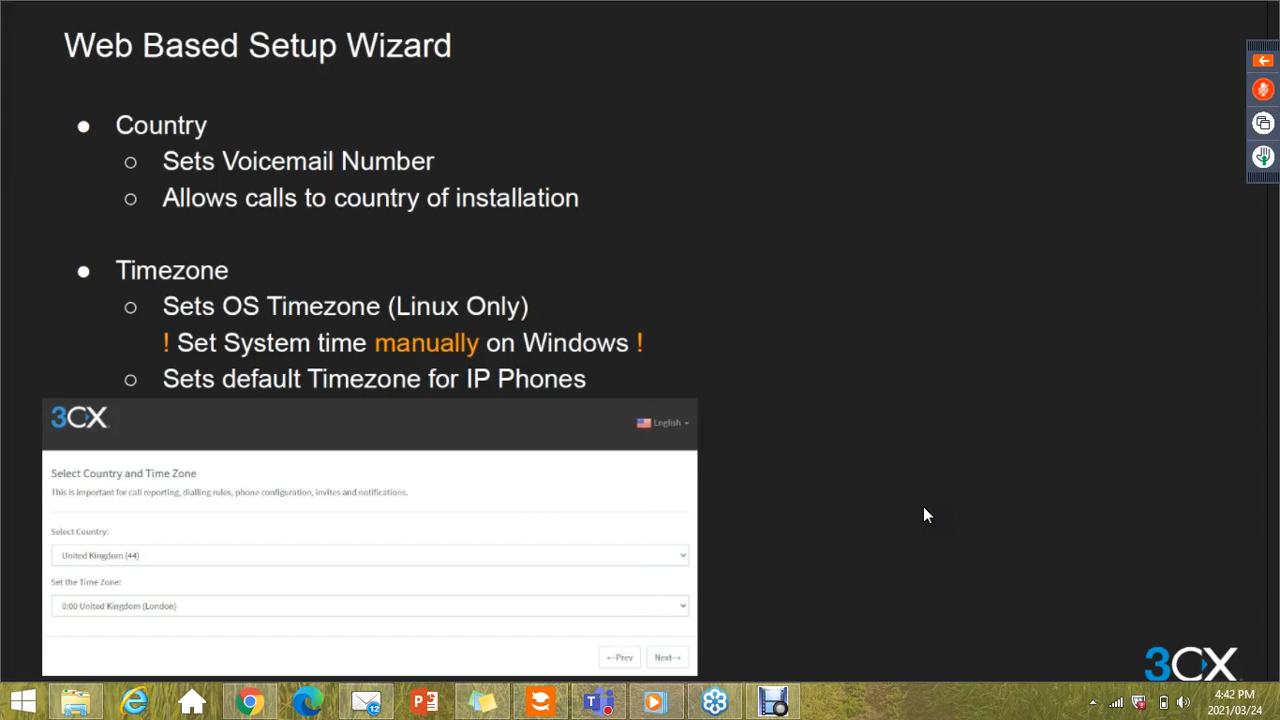 Web Based Setup Wizard
● Country
○ Sets Voicemail Number
○ Allows calls to country of installation
● Timezone
○ Sets OS Timezone (Linux Only)
! Set System time manually on Windows !
○ Sets default Timezone for IP Phones
3CX
English
Select Country and Time Zone
This is important for call reporting, dialling rules, phone configuration, invites and notifications.
Select Country:
United Kingdom (44)
Set the Time Zone:
0:00 United Kingdom (London)
←Prev Next→
3CX
12
4:42 PM
2021/03/24